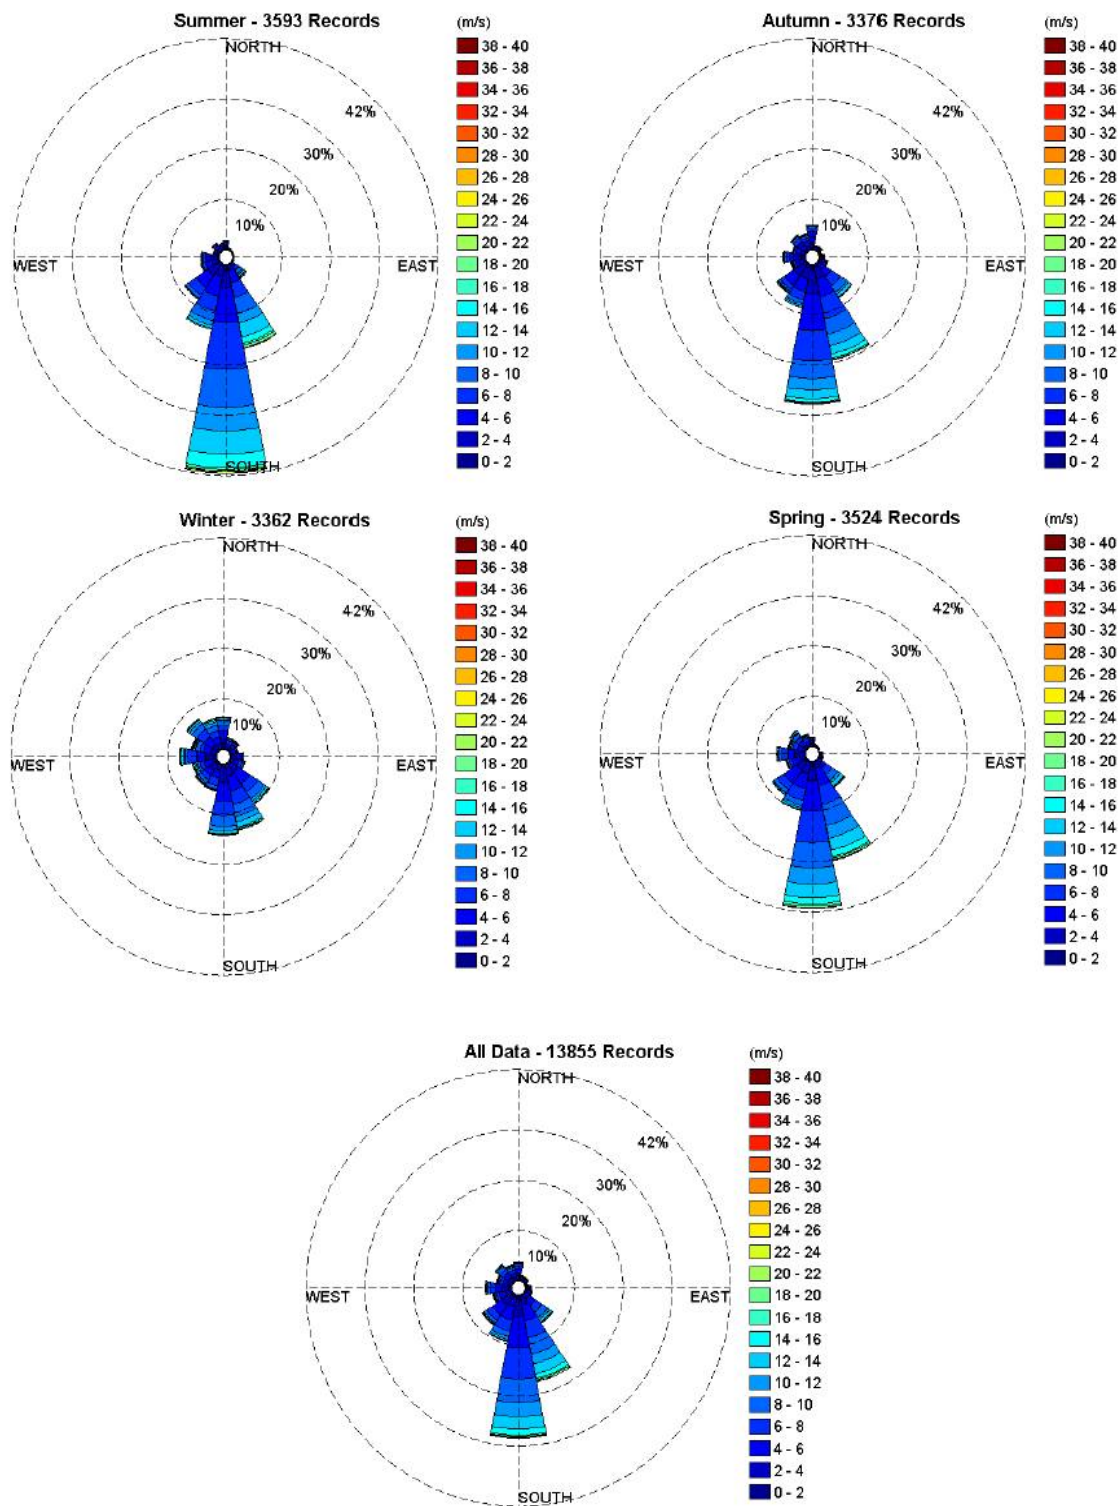 Summer - 3593 Records
(m/s)
NORTH
42%
30%
20%
10%
WEST
EAST
SOUTH
38 - 40
36 - 38
34 - 36
32 - 34
30 - 32
28 - 30
26 - 28
24 - 26
22 - 24
20 - 22
18 - 20
16 - 18
14 - 16
12 - 14
10 - 12
8 - 10
6 - 8
4 - 6
2 - 4
0 - 2
Autumn - 3376 Records
(m/s)
NORTH
42%
30%
20%
10%
WEST
EAST
SOUTH
38 - 40
36 - 38
34 - 36
32 - 34
30 - 32
28 - 30
26 - 28
24 - 26
22 - 24
20 - 22
18 - 20
16 - 18
14 - 16
12 - 14
10 - 12
8 - 10
6 - 8
4 - 6
2 - 4
0 - 2
Winter - 3362 Records
(m/s)
NORTH
42%
30%
20%
10%
WEST
EAST
SOUTH
38 - 40
36 - 38
34 - 36
32 - 34
30 - 32
28 - 30
26 - 28
24 - 26
22 - 24
20 - 22
18 - 20
16 - 18
14 - 16
12 - 14
10 - 12
8 - 10
6 - 8
4 - 6
2 - 4
0 - 2
Spring - 3524 Records
(m/s)
NORTH
42%
30%
20%
10%
WEST
EAST
SOUTH
38 - 40
36 - 38
34 - 36
32 - 34
30 - 32
28 - 30
26 - 28
24 - 26
22 - 24
20 - 22
18 - 20
16 - 18
14 - 16
12 - 14
10 - 12
8 - 10
6 - 8
4 - 6
2 - 4
0 - 2
All Data - 13855 Records
(m/s)
NORTH
42%
30%
20%
10%
WEST
EAST
SOUTH
38 - 40
36 - 38
34 - 36
32 - 34
30 - 32
28 - 30
26 - 28
24 - 26
22 - 24
20 - 22
18 - 20
16 - 18
14 - 16
12 - 14
10 - 12
8 - 10
6 - 8
4 - 6
2 - 4
0 - 2